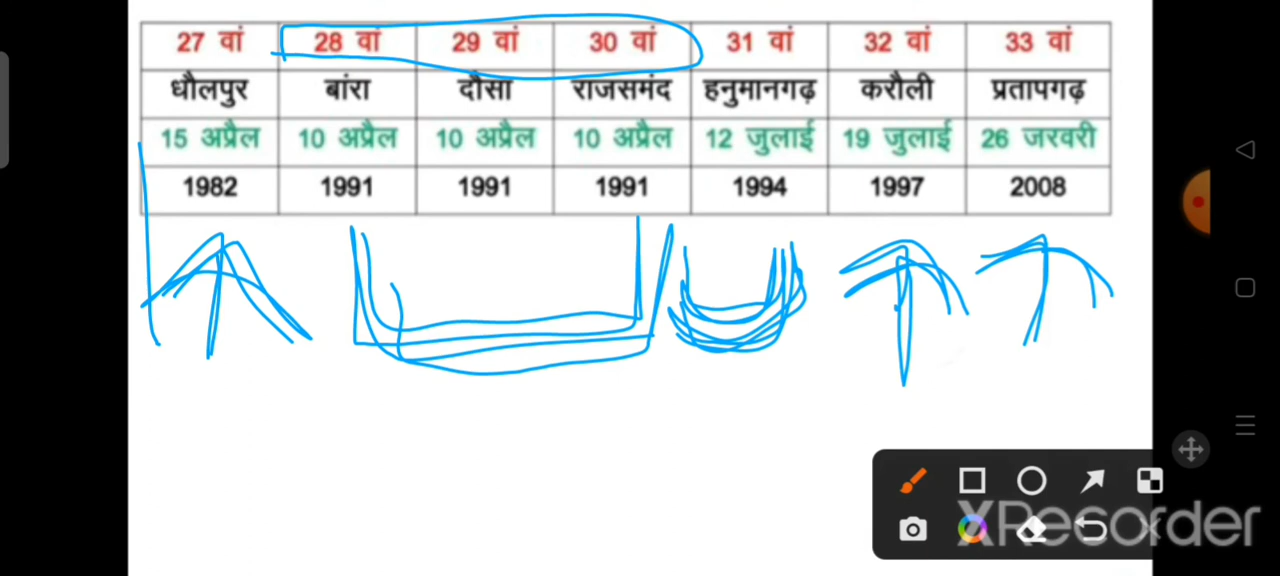 27 वां 28 वां 29 वां 30 वां 31 वां 32 वां 33 वां
धौलपुर बांरा दौसा राजसमंद हनुमानगढ़ करौली प्रतापगढ़
15 अप्रैल 10 अप्रैल 10 अप्रैल 10 अप्रैल 12 जुलाई 19 जुलाई 26 जरवरी
1982 1991 1991 1991 1994 1997 2008
XRecorder